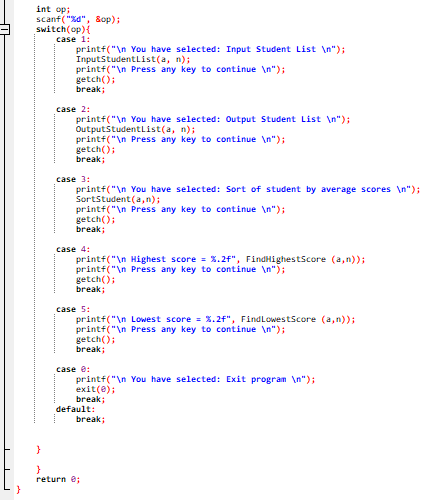 int op;
scanf("%d", &op);
switch(op){
case 1:
printf("\n You have selected: Input Student List \n");
InputStudentList(a, n);
printf("\n Press any key to continue \n");
getch();
break;
case 2:
printf("\n You have selected: Output Student List \n");
OutputStudentList(a, n);
printf("\n Press any key to continue \n");
getch();
break;
case 3:
printf("\n You have selected: Sort of student by average scores \n");
SortStudent(a,n);
printf("\n Press any key to continue \n");
getch();
break;
case 4:
printf("\n Highest score = %.2f", FindHighestScore (a,n));
printf("\n Press any key to continue \n");
getch();
break;
case 5:
printf("\n Lowest score = %.2f", FindLowestScore (a,n));
printf("\n Press any key to continue \n");
getch();
break;
case 0:
printf("\n You have selected: Exit program \n");
exit(0);
break;
default:
break;
}
}
return 0;
}